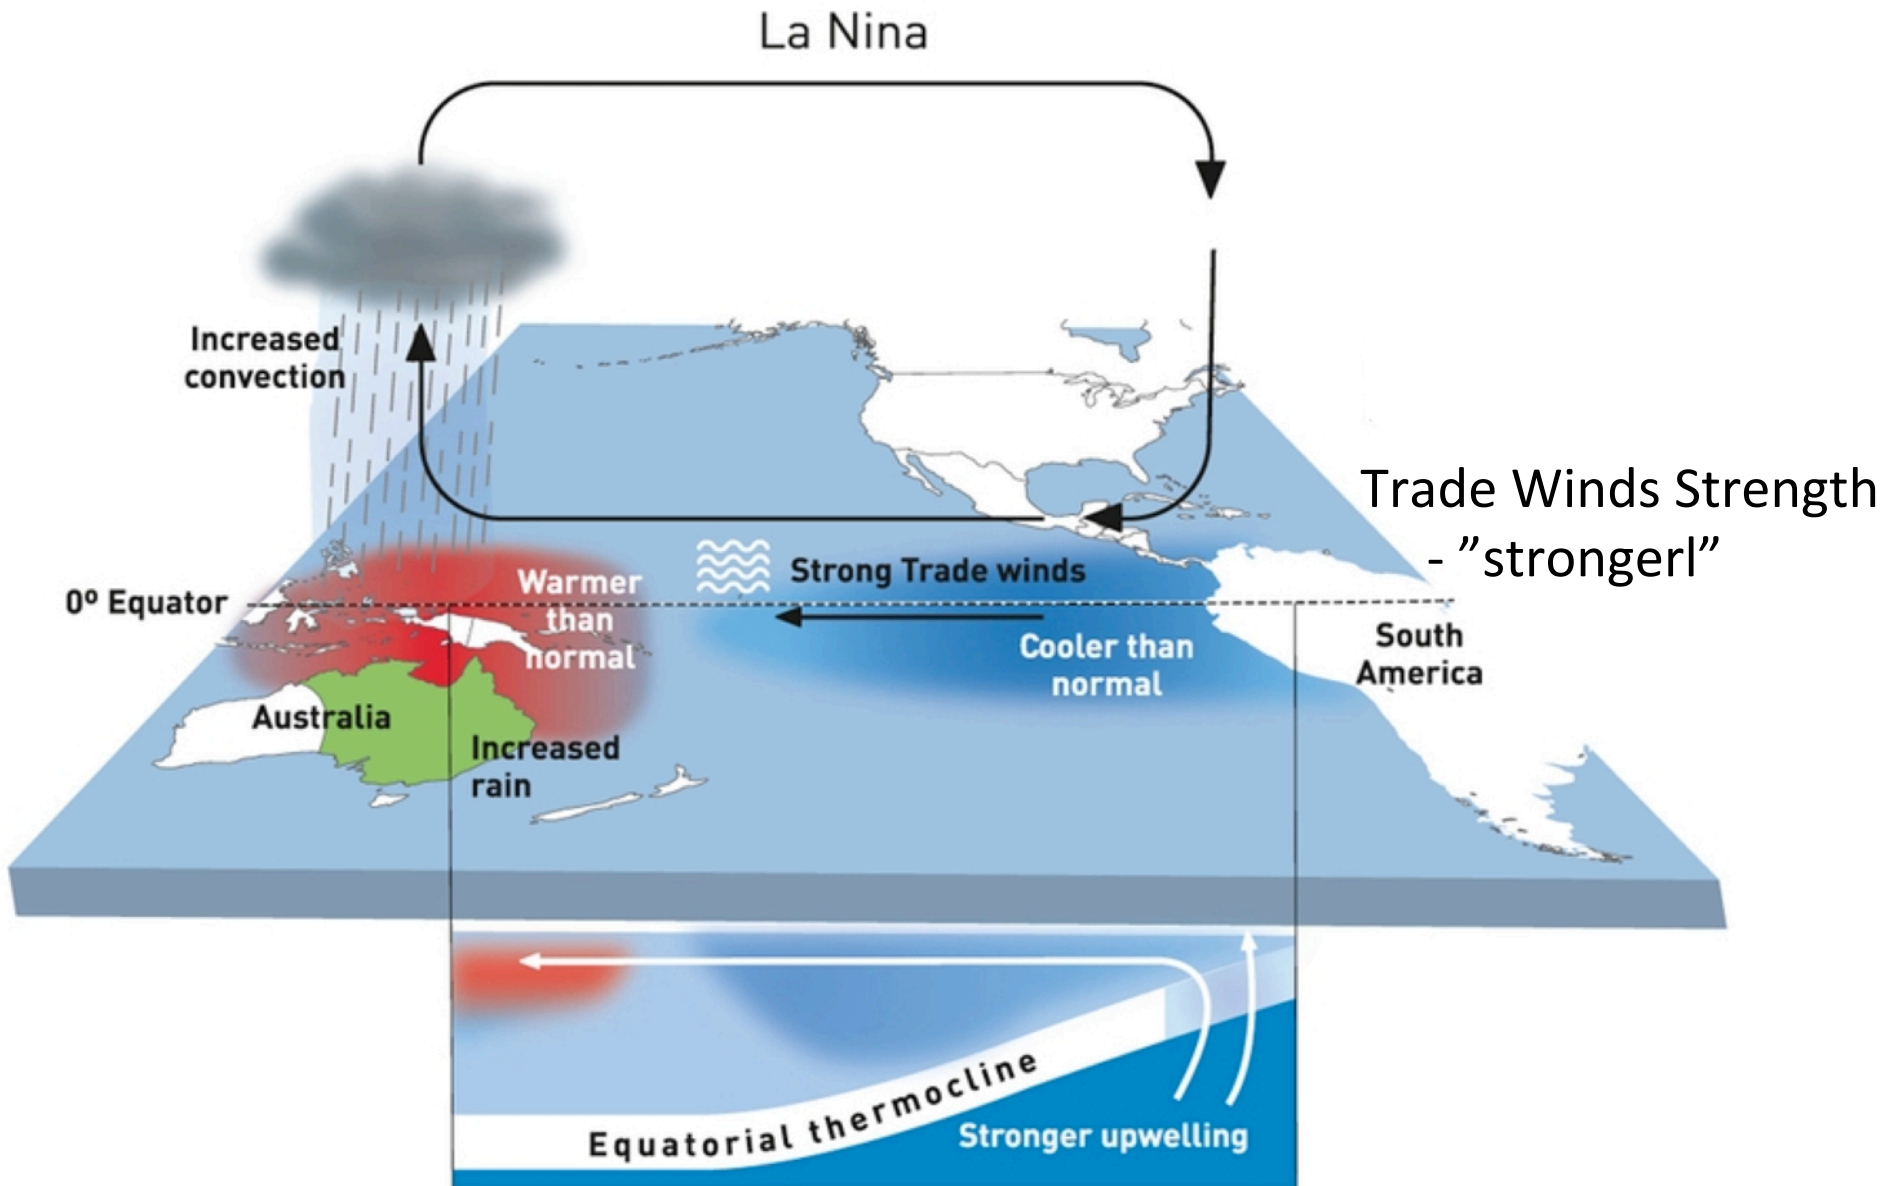 La Nina
Increased
convection
Trade Winds Strength
- ”strongerl”
Strong Trade winds
Warmer
than
normal
0º Equator
Cooler than
normal
South
America
Australia
Increased
rain
Equatorial thermocline
Stronger upwelling